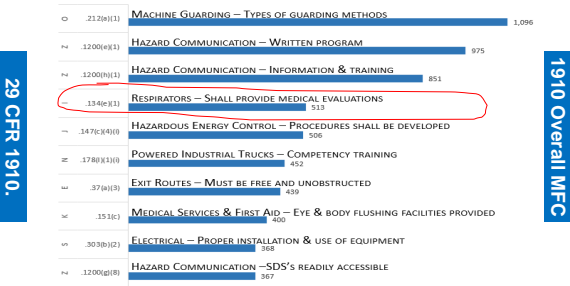 29 CFR 1910.
O .212(a)(1) MACHINE GUARDING – TYPES OF GUARDING METHODS 1,096
Z .1200(e)(1) HAZARD COMMUNICATION – WRITTEN PROGRAM 975
Z .1200(h)(1) HAZARD COMMUNICATION – INFORMATION & TRAINING 851
I .134(e)(1) RESPIRATORS – SHALL PROVIDE MEDICAL EVALUATIONS 513
J .147(c)(4)(i) HAZARDOUS ENERGY CONTROL – PROCEDURES SHALL BE DEVELOPED 506
N .178(l)(1)(i) POWERED INDUSTRIAL TRUCKS – COMPETENCY TRAINING 452
E .37(a)(3) EXIT ROUTES – MUST BE FREE AND UNOBSTRUCTED 439
K .151(c) MEDICAL SERVICES & FIRST AID – EYE & BODY FLUSHING FACILITIES PROVIDED 400
S .303(b)(2) ELECTRICAL – PROPER INSTALLATION & USE OF EQUIPMENT 368
Z .1200(g)(8) HAZARD COMMUNICATION –SDS'S READILY ACCESSIBLE 367
1910 Overall MFC